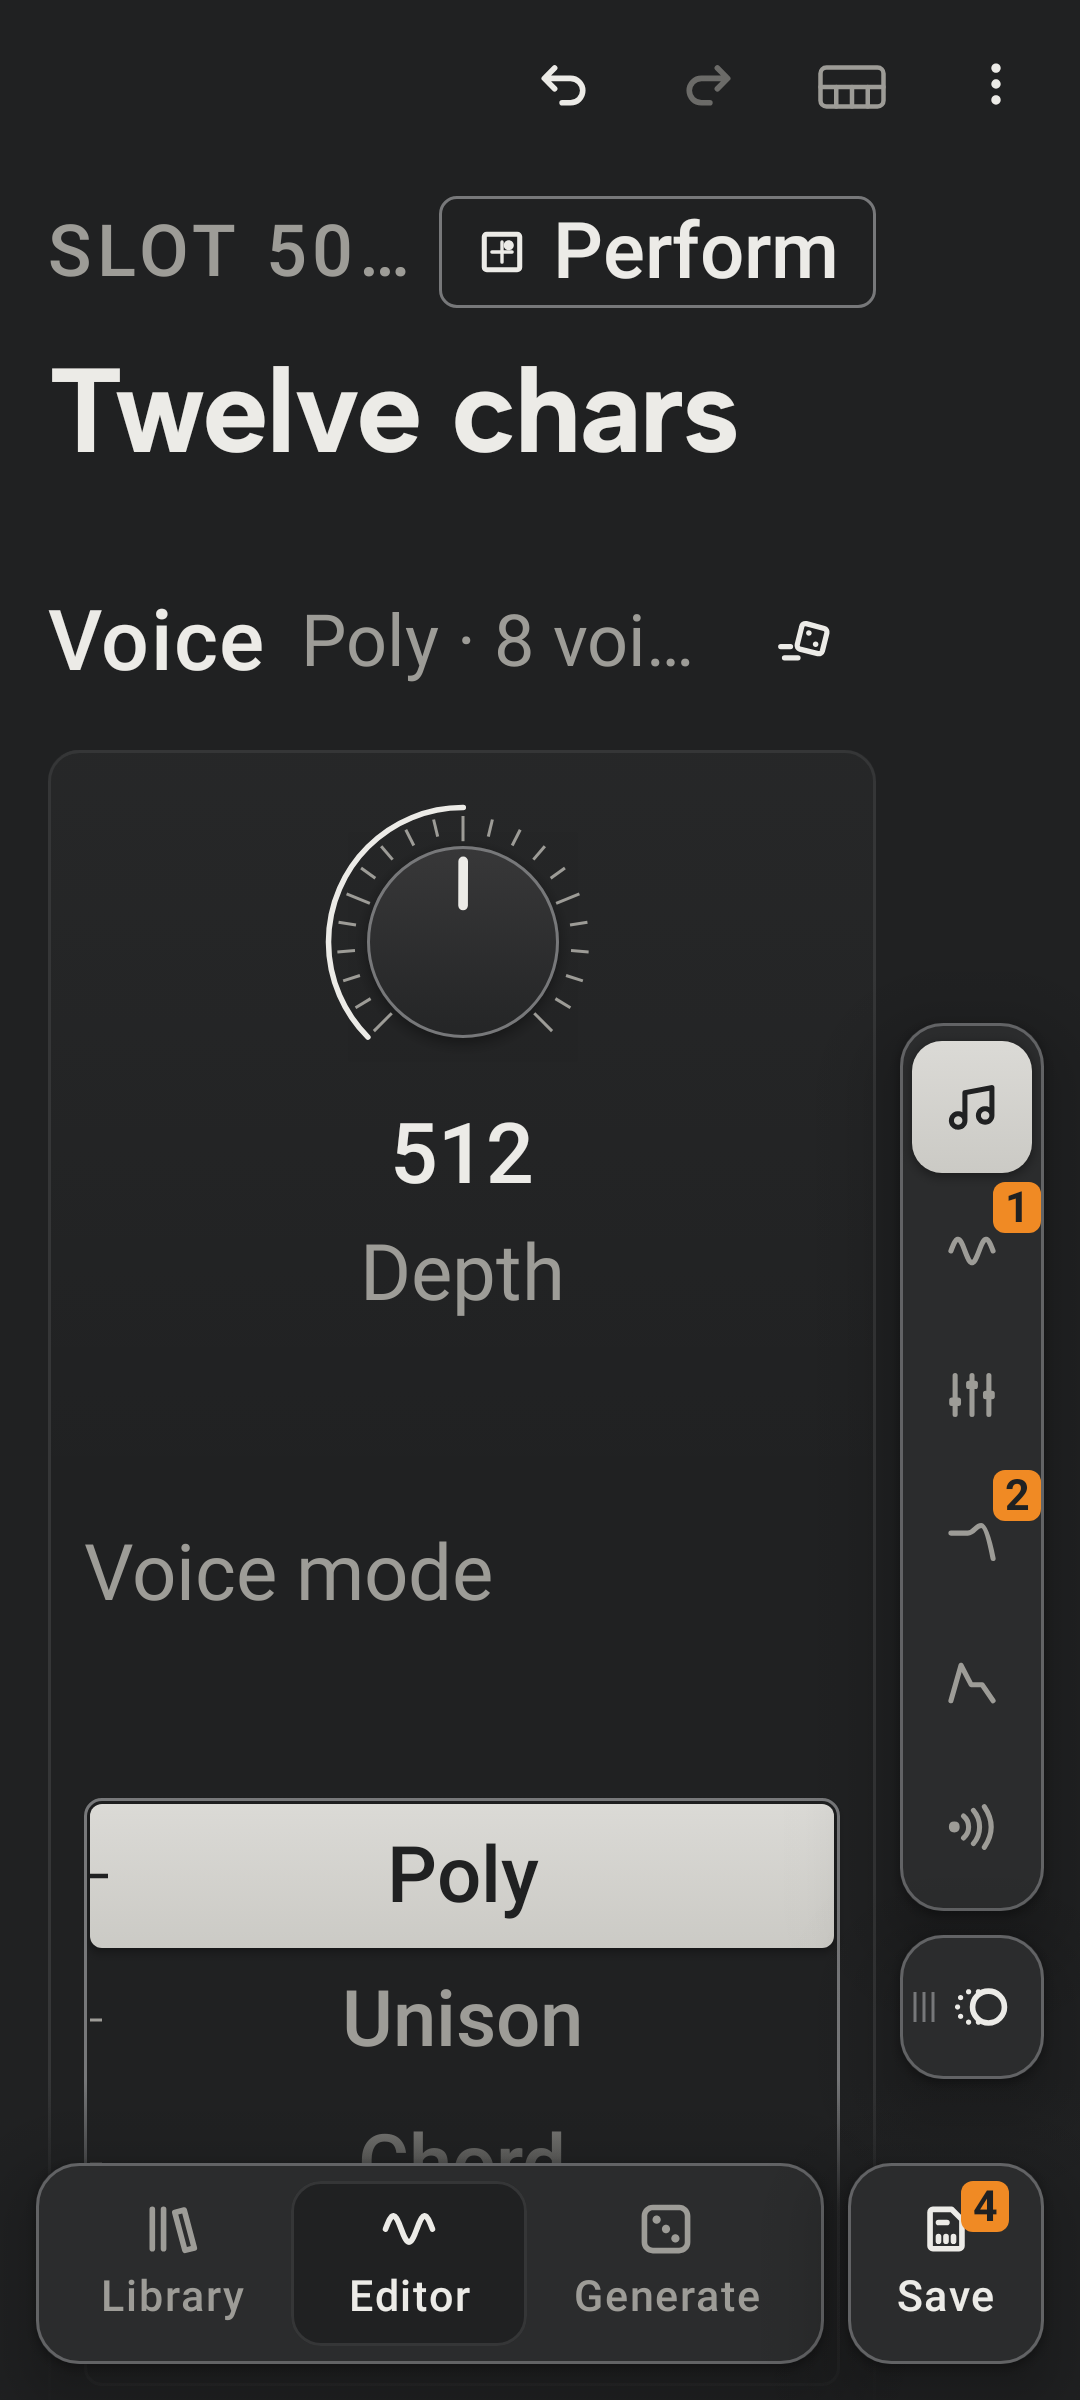 SLOT 50…
Perform
Twelve chars
Voice Poly · 8 voi…
512
Depth
1
2
Voice mode
Poly
Unison
Chord
Library
Editor
Generate
4
Save